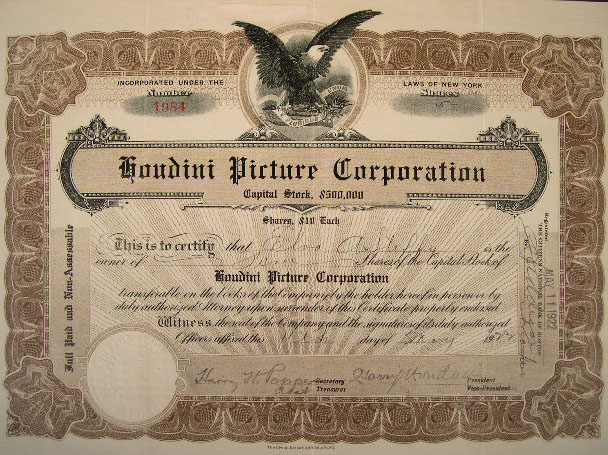 INCORPORATED UNDER THE
LAWS OF NEW YORK
Number
Shares
1984
Houdini Picture Corporation
Capital Stock, $500,000
Shares, $10 Each
This is to certify that is the
owner of Shares of the Capital Stock of
Houdini Picture Corporation
transferable on the books of the Company by the holder hereof in person or by
duly authorized Attorney upon surrender of this Certificate properly endorsed.
Witness the seal of the Company and the signatures of its duly authorized
Officers affixed this day of 19
Harry Houdini
Secretary
Treasurer
President
Vice-President
Full Paid and Non-Assessable
MAY 11 1922